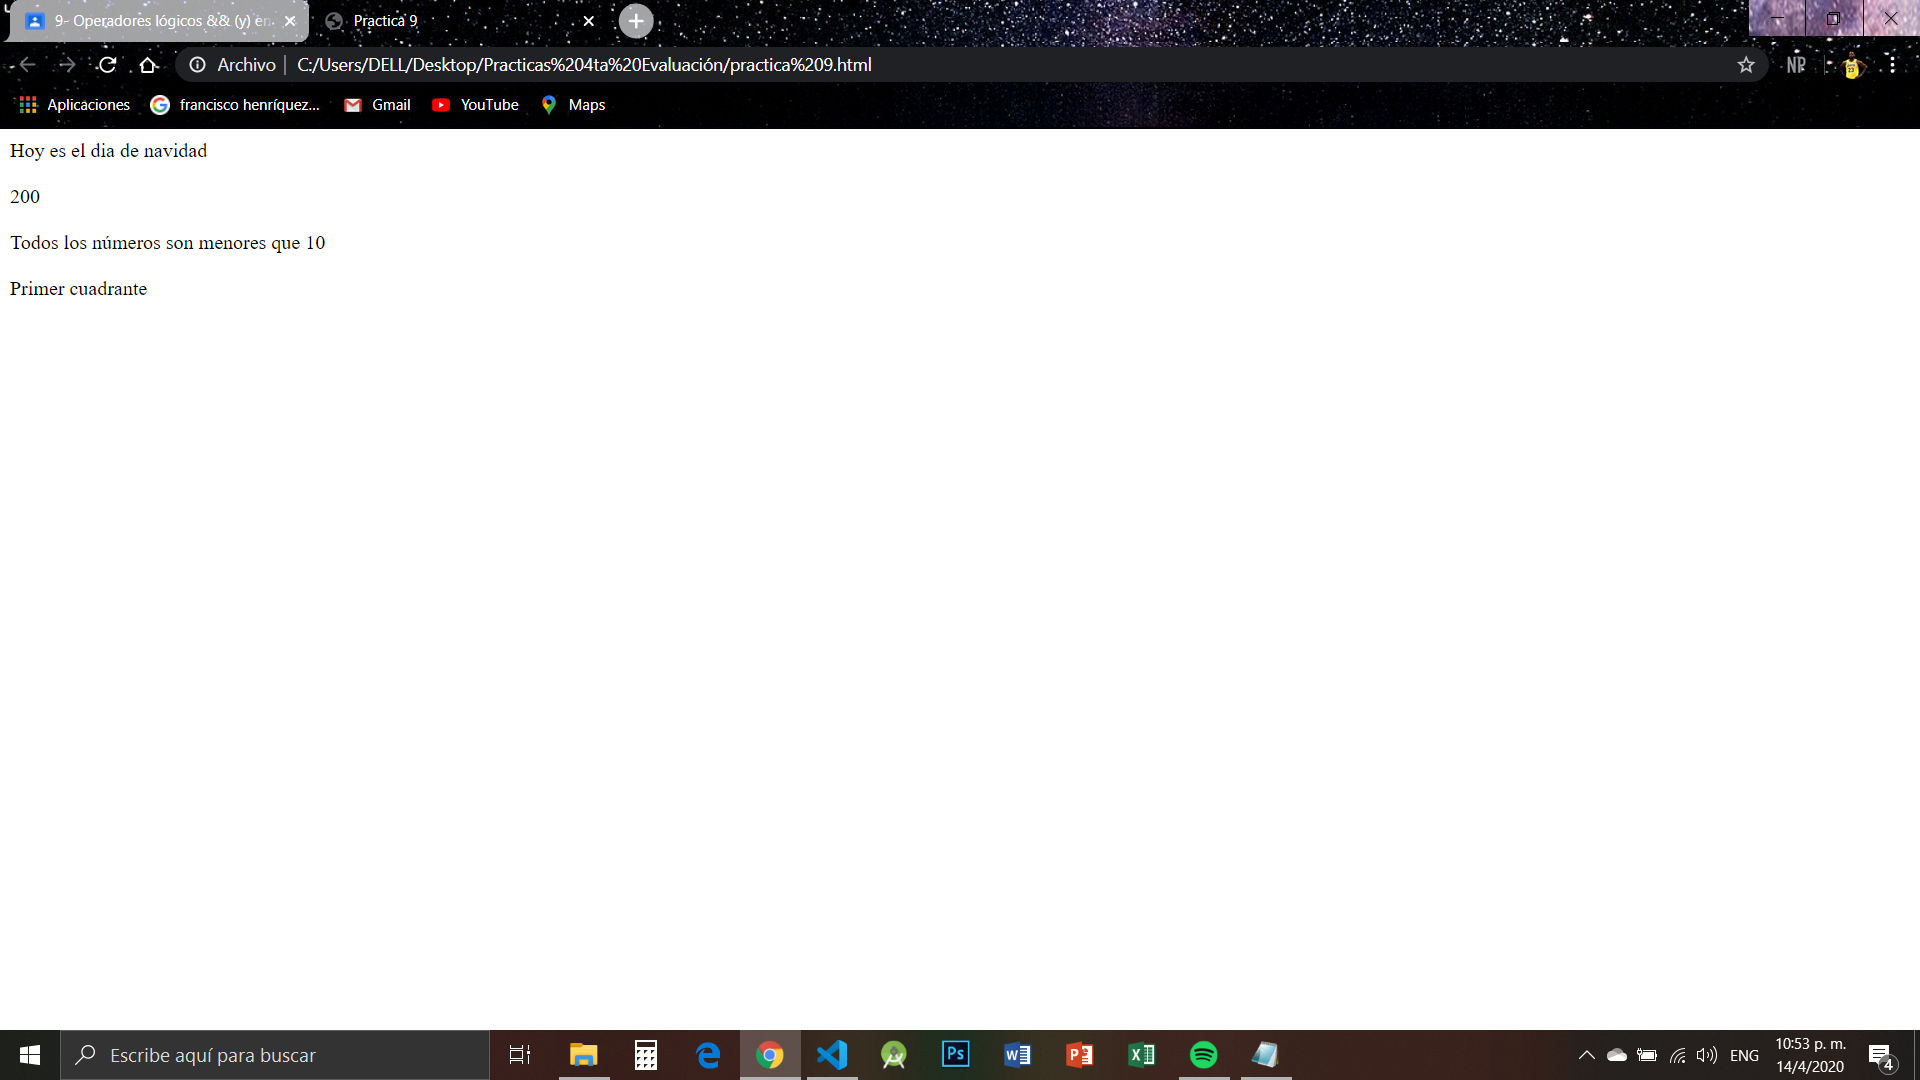 9- Operadores lógicos && (y) en
Practica 9
Archivo | C:/Users/DELL/Desktop/Practicas%204ta%20Evaluación/practica%209.html
NP
Aplicaciones francisco henríquez... Gmail YouTube Maps
Hoy es el dia de navidad
200
Todos los números son menores que 10
Primer cuadrante
Escribe aquí para buscar
Ps
ENG
10:53 p. m.
14/4/2020
4